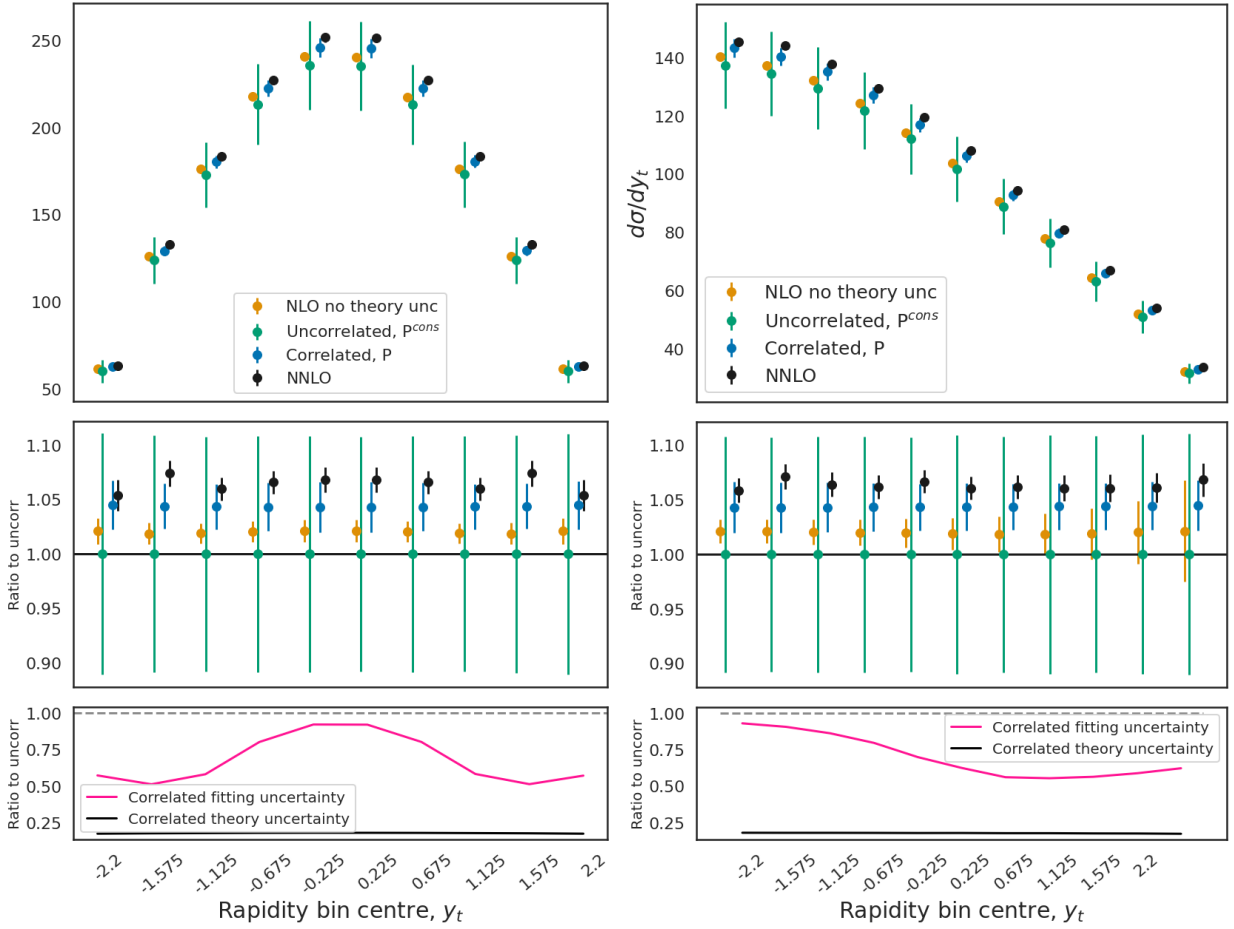 250
200
150
100
50
NLO no theory unc
Uncorrelated, P^cons
Correlated, P
NNLO
dσ/dy_t
140
120
100
80
60
40
NLO no theory unc
Uncorrelated, P^cons
Correlated, P
NNLO
Ratio to uncorr
1.10
1.05
1.00
0.95
0.90
Ratio to uncorr
1.10
1.05
1.00
0.95
0.90
Ratio to uncorr
1.00
0.75
0.50
0.25
Correlated fitting uncertainty
Correlated theory uncertainty
Ratio to uncorr
1.00
0.75
0.50
0.25
Correlated fitting uncertainty
Correlated theory uncertainty
-2.2 -1.575 -1.125 -0.675 -0.225 0.225 0.675 1.125 1.575 2.2
Rapidity bin centre, y_t
-2.2 -1.575 -1.125 -0.675 -0.225 0.225 0.675 1.125 1.575 2.2
Rapidity bin centre, y_t